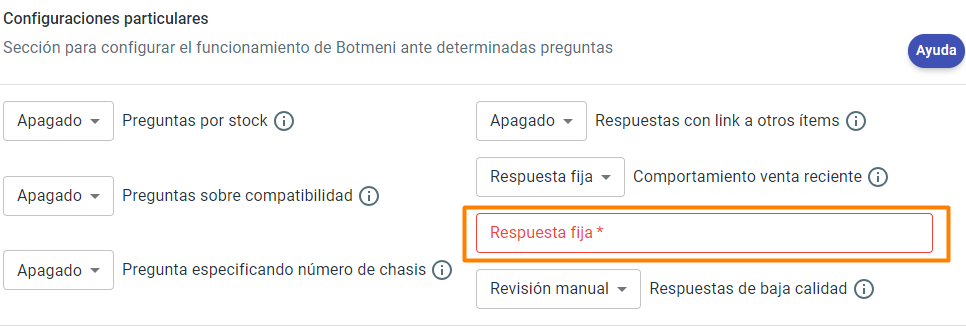 Configuraciones particulares
Sección para configurar el funcionamiento de Botmeni ante determinadas preguntas
Ayuda
Apagado Preguntas por stock
Apagado Preguntas sobre compatibilidad
Apagado Pregunta especificando número de chasis
Apagado Respuestas con link a otros ítems
Respuesta fija Comportamiento venta reciente
Respuesta fija *
Revisión manual Respuestas de baja calidad